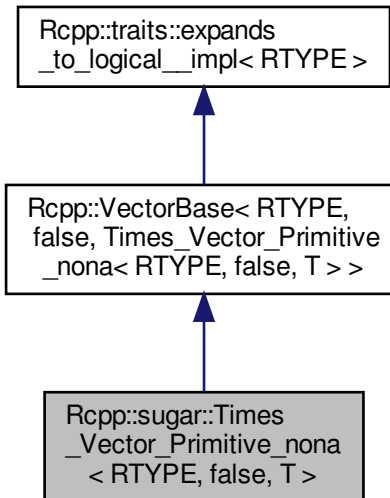 Rcpp::traits::expands
_to_logical__impl< RTYPE >
Rcpp::VectorBase< RTYPE,
false, Times_Vector_Primitive
_nona< RTYPE, false, T > >
Rcpp::sugar::Times
_Vector_Primitive_nona
< RTYPE, false, T >